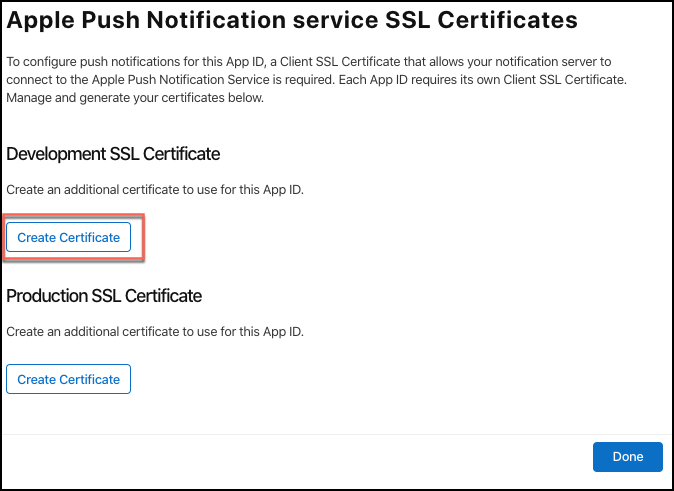 Apple Push Notification service SSL Certificates
To configure push notifications for this App ID, a Client SSL Certificate that allows your notification server to
connect to the Apple Push Notification Service is required. Each App ID requires its own Client SSL Certificate.
Manage and generate your certificates below.
Development SSL Certificate
Create an additional certificate to use for this App ID.
Create Certificate
Production SSL Certificate
Create an additional certificate to use for this App ID.
Create Certificate
Done